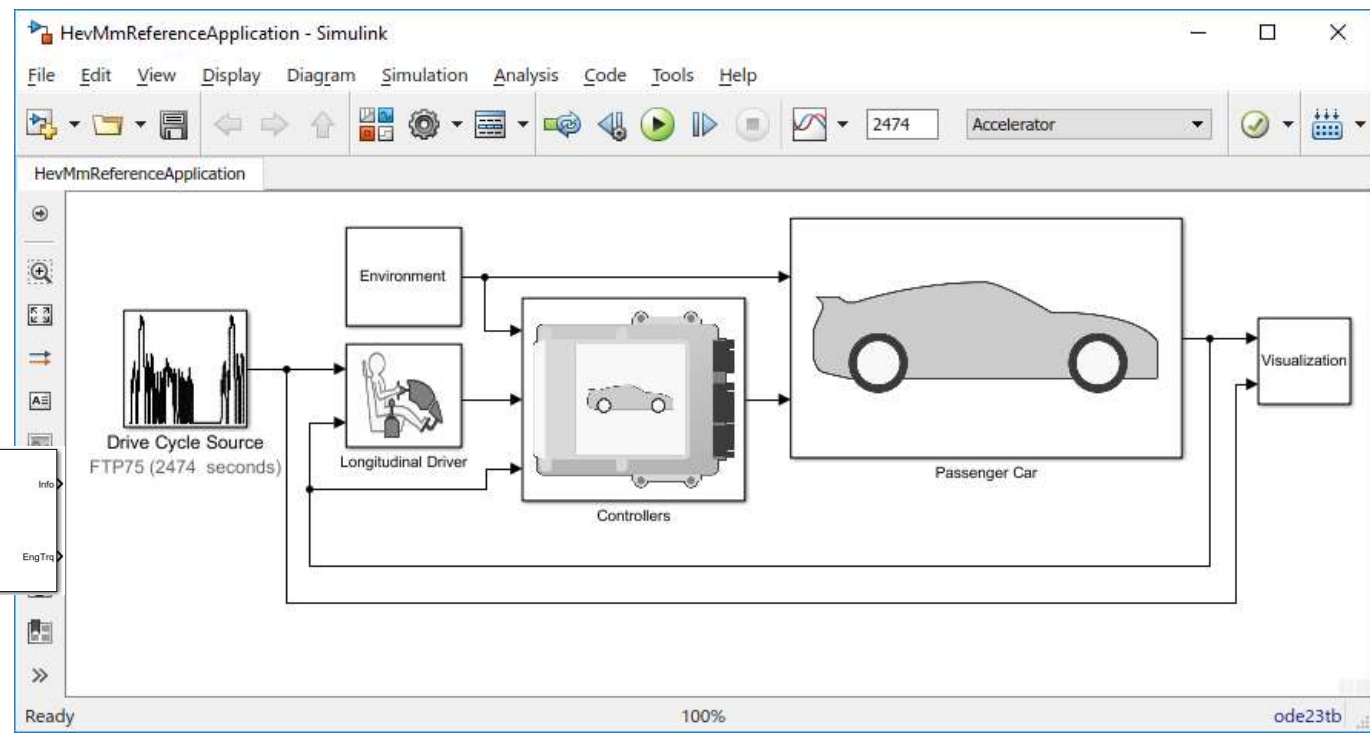 HevMmReferenceApplication - Simulink
File Edit View Display Diagram Simulation Analysis Code Tools Help
2474 Accelerator
HevMmReferenceApplication
Environment
Visualization
Drive Cycle Source
FTP75 (2474 seconds)
Longitudinal Driver
Passenger Car
Controllers
Info
EngTrq
Ready 100% ode23tb